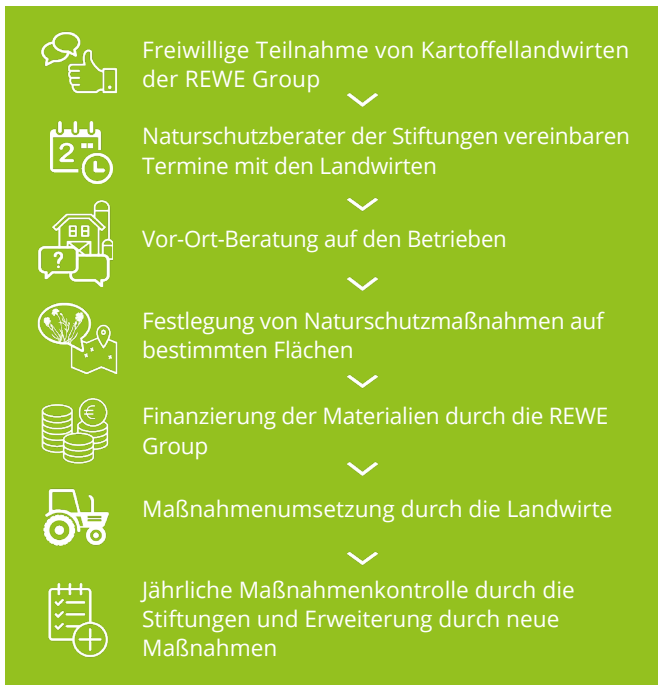 Freiwillige Teilnahme von Kartoffellandwirten
der REWE Group
2
Naturschutzberater der Stiftungen vereinbaren
Termine mit den Landwirten
?
Vor-Ort-Beratung auf den Betrieben
Festlegung von Naturschutzmaßnahmen auf
bestimmten Flächen
€
Finanzierung der Materialien durch die REWE
Group
Maßnahmenumsetzung durch die Landwirte
Jährliche Maßnahmenkontrolle durch die
Stiftungen und Erweiterung durch neue
Maßnahmen